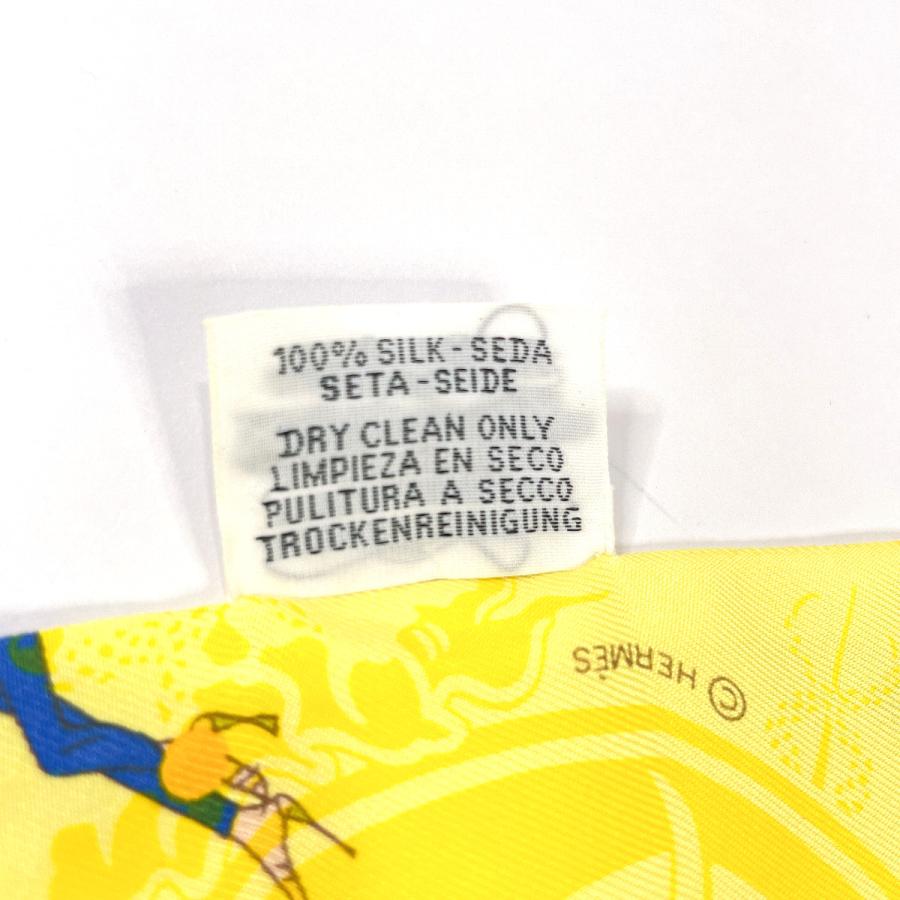 100% SILK - SEDA
SETA - SEIDE
DRY CLEAN ONLY
LIMPIEZA EN SECO
PULITURA A SECCO
TROCKENREINIGUNG
© HERMÈS